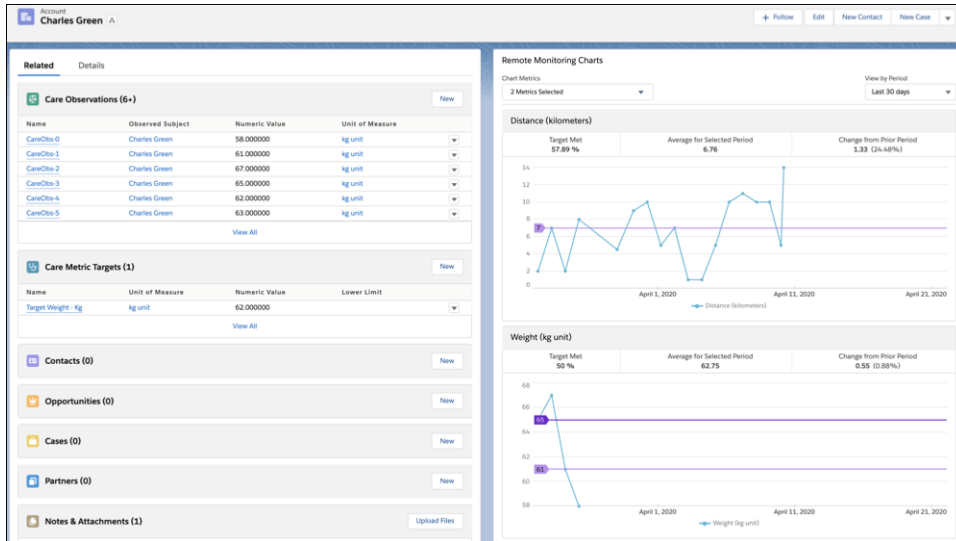 Account
Charles Green
+ Follow
Edit
New Contact
New Case
Related
Details
Care Observations (6+)
New
Name Observed Subject Numeric Value Unit of Measure
CareObs-0 Charles Green 58.000000 kg unit
CareObs-1 Charles Green 61.000000 kg unit
CareObs-2 Charles Green 67.000000 kg unit
CareObs-3 Charles Green 65.000000 kg unit
CareObs-4 Charles Green 62.000000 kg unit
CareObs-5 Charles Green 63.000000 kg unit
View All
Care Metric Targets (1)
New
Name Unit of Measure Numeric Value Lower Limit
Target Weight - Kg kg unit 62.000000
View All
Contacts (0)
New
Opportunities (0)
New
Cases (0)
New
Partners (0)
New
Notes & Attachments (1)
Upload Files
Remote Monitoring Charts
Chart Metrics
2 Metrics Selected
View by Period
Last 30 days
Distance (kilometers)
Target Met Average for Selected Period Change from Prior Period
57.89 % 6.76 1.33 (24.48%)
14
12
10
8
7
6
4
2
0
April 1, 2020 April 11, 2020 April 21, 2020
Distance (kilometers)
Weight (kg unit)
Target Met Average for Selected Period Change from Prior Period
50 % 62.75 0.55 (0.88%)
68
66
65
64
62
61
60
58
April 1, 2020 April 11, 2020 April 21, 2020
Weight (kg unit)